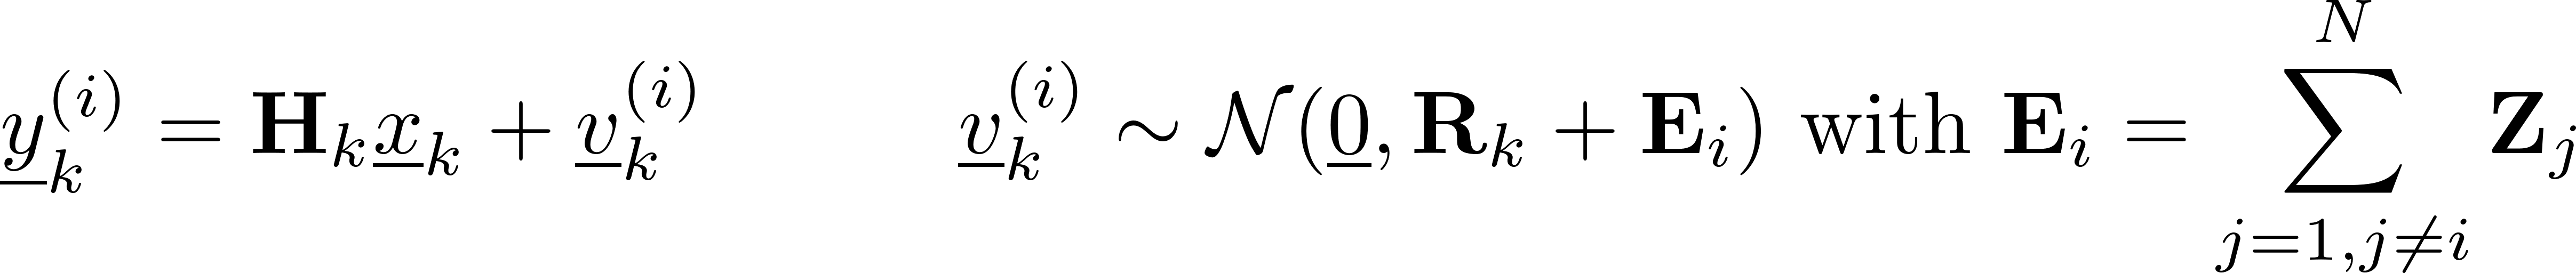 \underline{y}_k^{(i)} = \mathbf{H}_k \underline{x}_k + \underline{v}_k^{(i)} \qquad \underline{v}_k^{(i)} \sim \mathcal{N}(\underline{0}, \mathbf{R}_k + \mathbf{E}_i) \text{ with } \mathbf{E}_i = \sum_{j=1, j \neq i}^{N} \mathbf{Z}_j